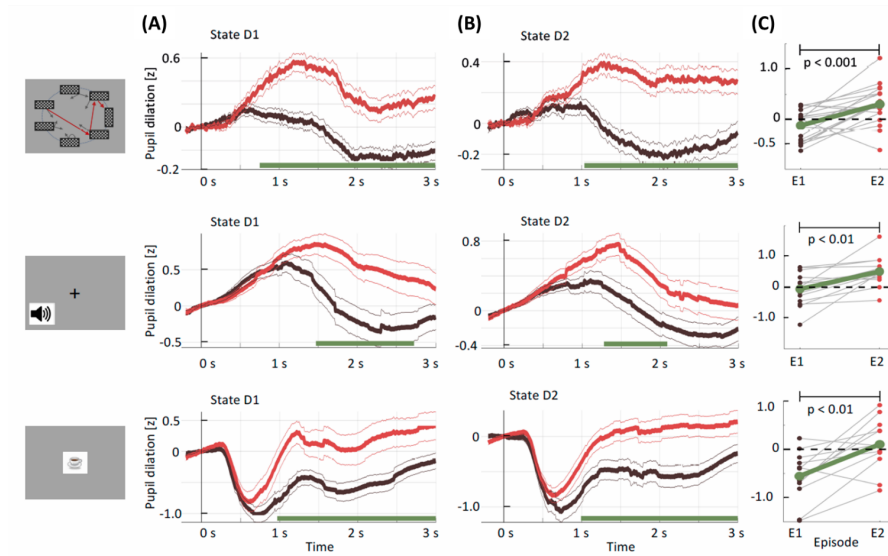 (A) (B) (C)
State D1 State D2
Pupil dilation [z]
0.6
0
-0.2
0 s 1 s 2 s 3 s
0.4
0
-0.2
0 s 1 s 2 s 3 s
1.0
p < 0.001
0
-0.5
E1 E2
State D1 State D2
Pupil dilation [z]
0.5
0
-0.5
0 s 1 s 2 s 3 s
0.8
0
-0.4
0 s 1 s 2 s 3 s
p < 0.01
1.0
0
-1.0
E1 E2
State D1 State D2
Pupil dilation [z]
0.5
0
-1.0
0 s 1 s 2 s 3 s
0.5
0
-1.0
0 s 1 s 2 s 3 s
1.0
p < 0.01
0
-1.0
E1 E2
Time Time Episode